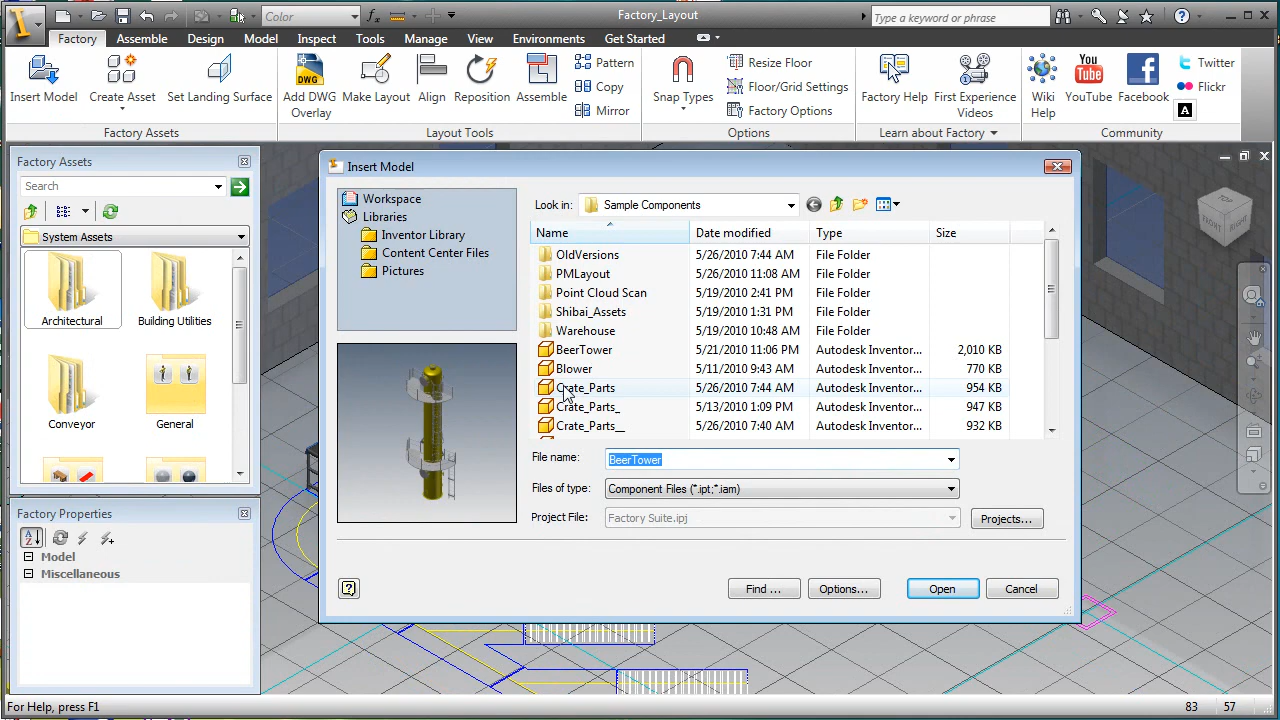 Color
Factory_Layout
Type a keyword or phrase
Factory Assemble Design Model Inspect Tools Manage View Environments Get Started
Insert Model Create Asset Set Landing Surface
Factory Assets
Add DWG Overlay Make Layout Align Reposition Assemble Pattern Copy Mirror
DWG
Layout Tools
Snap Type Resize Floor Floor/Grid Settings Factory Options
Options
Factory Help First Experience Videos
Learn about Factory
Wiki Help YouTube Facebook Twitter Flickr
You Tube
Community
Factory Assets
Search
System Assets
Architectural Building Utilities
Conveyor General
Factory Properties
Model
Miscellaneous
Insert Model
Workspace
Libraries
Inventor Library
Content Center Files
Pictures
Look in: Sample Components
Name Date modified Type Size
OldVersions 5/26/2010 7:44 AM File Folder
PMLayout 5/26/2010 11:08 AM File Folder
Point Cloud Scan 5/19/2010 2:41 PM File Folder
Shibai_Assets 5/19/2010 1:31 PM File Folder
Warehouse 5/19/2010 10:48 AM File Folder
BeerTower 5/21/2010 11:06 PM Autodesk Inventor... 2,010 KB
Blower 5/11/2010 9:43 AM Autodesk Inventor... 770 KB
Crate_Parts 5/26/2010 7:44 AM Autodesk Inventor... 954 KB
Crate_Parts_ 5/13/2010 1:09 PM Autodesk Inventor... 947 KB
Crate_Parts__ 5/26/2010 7:40 AM Autodesk Inventor... 932 KB
File name: BeerTower
Files of type: Component Files (*.ipt;*.iam)
Project File: Factory Suite.ipj Projects...
Find ... Options... Open Cancel
FRONT RIGHT
For Help, press F1 83 57